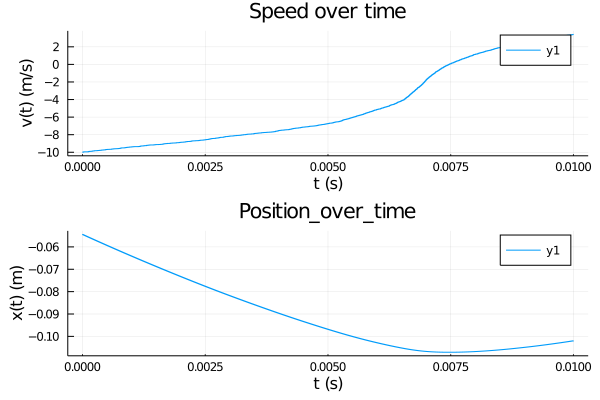 Speed over time
v(t) (m/s)
2
0
−2
−4
−6
−8
−10
y1
0.0000
0.0025
0.0050
0.0075
0.0100
t (s)
Position_over_time
x(t) (m)
−0.06
−0.07
−0.08
−0.09
−0.10
y1
0.0000
0.0025
0.0050
0.0075
0.0100
t (s)